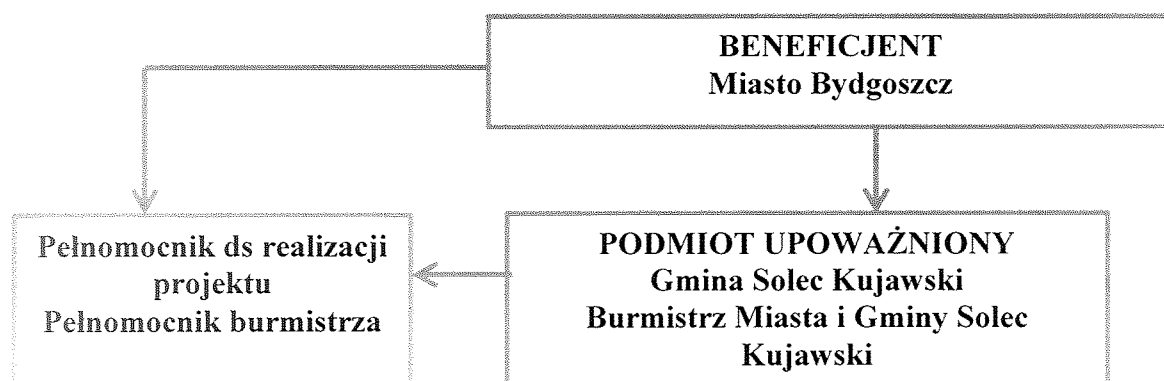 BENEFICJENT
Miasto Bydgoszcz
Pełnomocnik ds realizacji
projektu
Pełnomocnik burmistrza
PODMIOT UPOWAŻNIONY
Gmina Solec Kujawski
Burmistrz Miasta i Gminy Solec
Kujawski